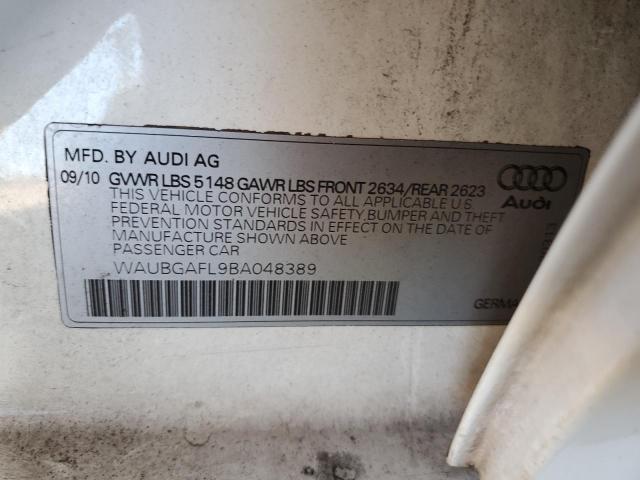 MFD. BY AUDI AG
09/10 GVWR LBS 5148 GAWR LBS FRONT 2634/REAR 2623
THIS VEHICLE CONFORMS TO ALL APPLICABLE U.S.
FEDERAL MOTOR VEHICLE SAFETY,BUMPER AND THEFT
PREVENTION STANDARDS IN EFFECT ON THE DATE OF
MANUFACTURE SHOWN ABOVE
PASSENGER CAR
WAUBGAFL9BA048389
Audi
GERMA